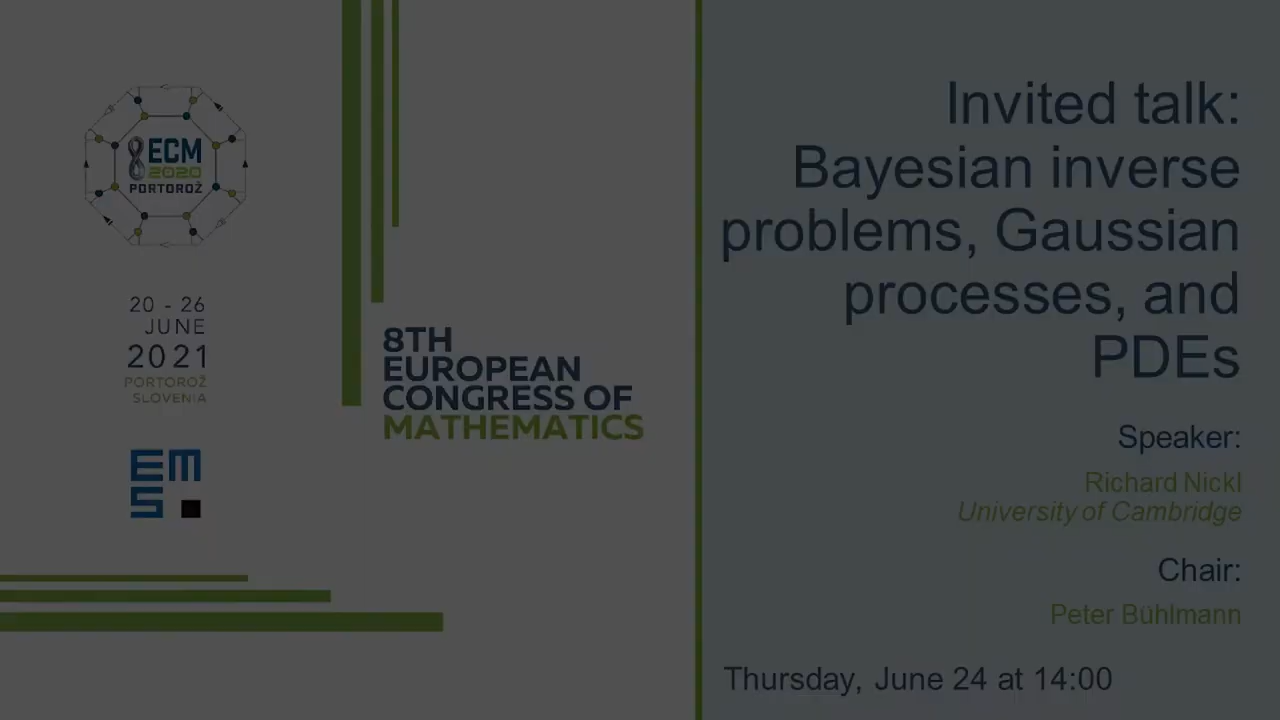 8 ECM
2020
PORTOROŽ
20 - 26
JUNE
2021
PORTOROŽ
SLOVENIA
EMS
8TH
EUROPEAN
CONGRESS OF
MATHEMATICS
Invited talk:
Bayesian inverse
problems, Gaussian
processes, and
PDEs
Speaker:
Richard Nickl
University of Cambridge
Chair:
Peter Bühlmann
Thursday, June 24 at 14:00